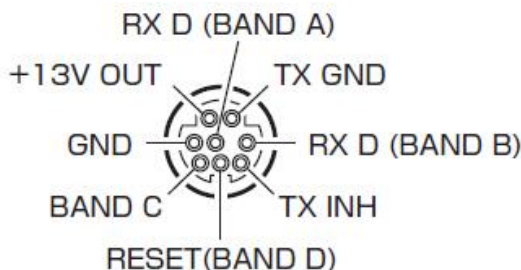 RX D (BAND A)
+13V OUT
TX GND
GND
RX D (BAND B)
BAND C
TX INH
RESET(BAND D)